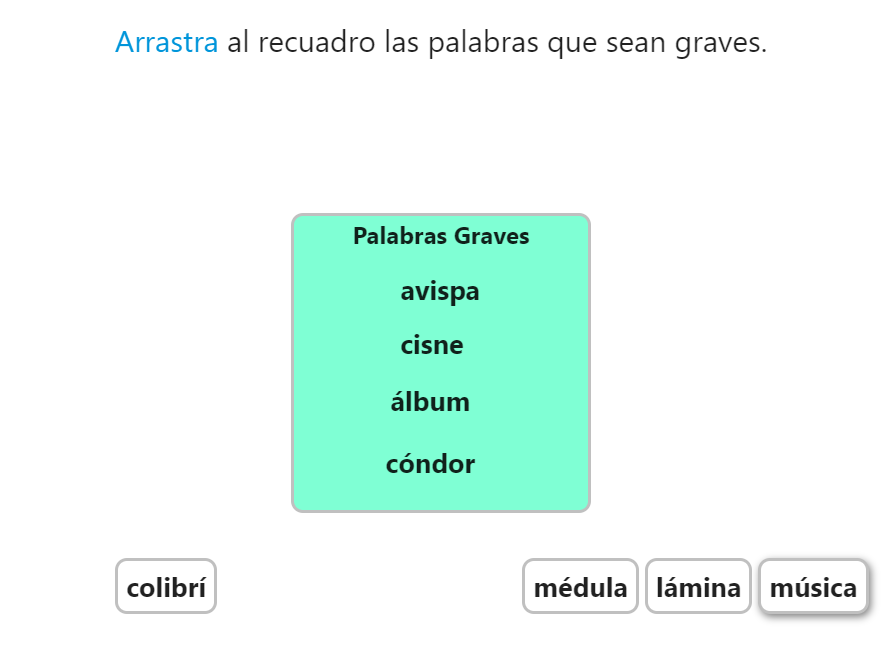 Arrastra al recuadro las palabras que sean graves.
Palabras Graves
avispa
cisne
álbum
cóndor
colibrí médula lámina música